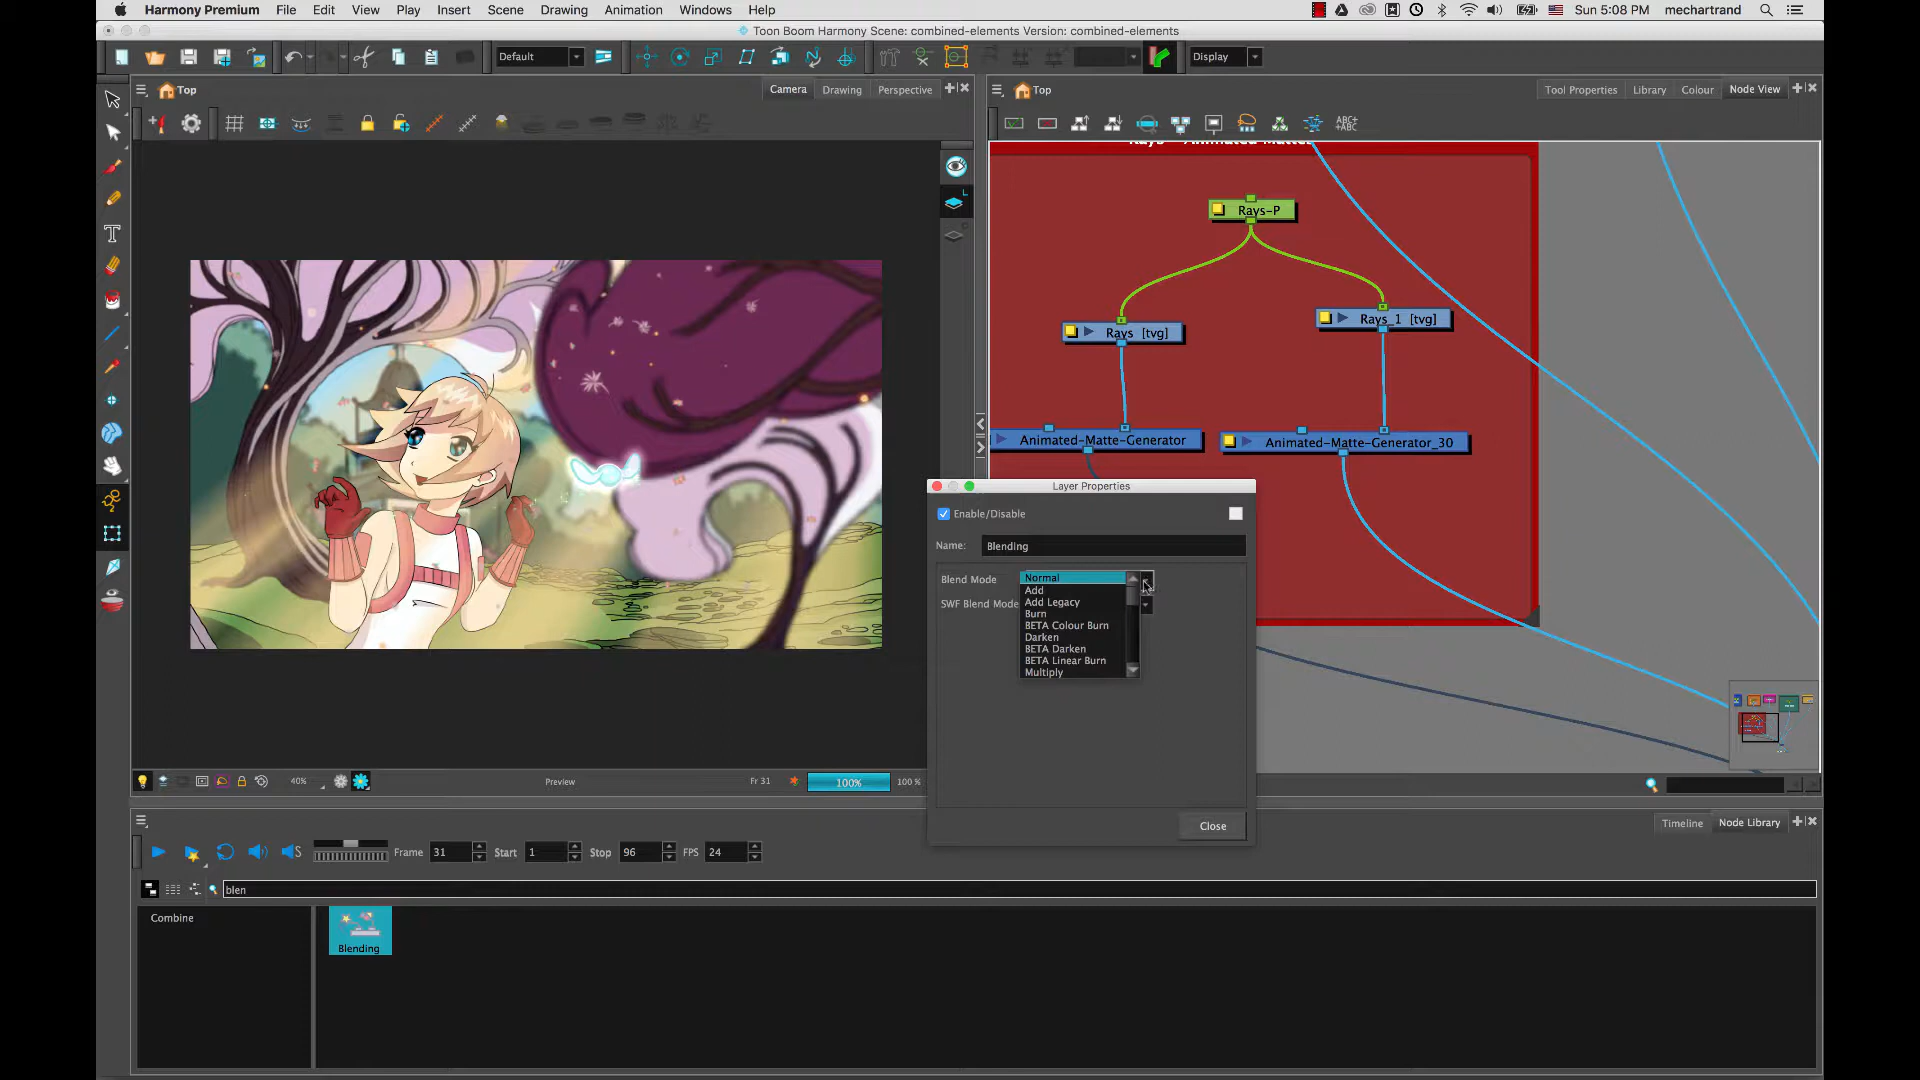 Harmony Premium File Edit View Play Insert Scene Drawing Animation Windows Help Sun 5:08 PM mechartrand
Toon Boom Harmony Scene: combined-elements Version: combined-elements
Default Display
Top Camera Drawing Perspective Top Tool Properties Library Colour Node View
ABC+
+ABC
Rays - Animated-Matte
Rays-P
Rays [tvg] Rays_1 [tvg]
Animated-Matte-Generator Animated-Matte-Generator_30
Layer Properties
Enable/Disable
Name: Blending
Blend Mode
SWF Blend Mode
Normal
Add
Add Legacy
Burn
BETA Colour Burn
Darken
BETA Darken
BETA Linear Burn
Multiply
Close
40% Preview Fr 31 100% 100 %
Timeline Node Library
S Frame 31 Start 1 Stop 96 FPS 24
blen
Combine
Blending